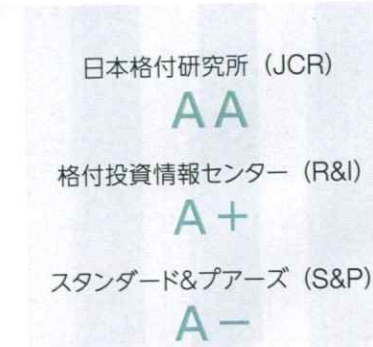 日本格付研究所（JCR）
AA
格付投資情報センター（R&I）
A＋
スタンダード&プアーズ（S&P）
A－